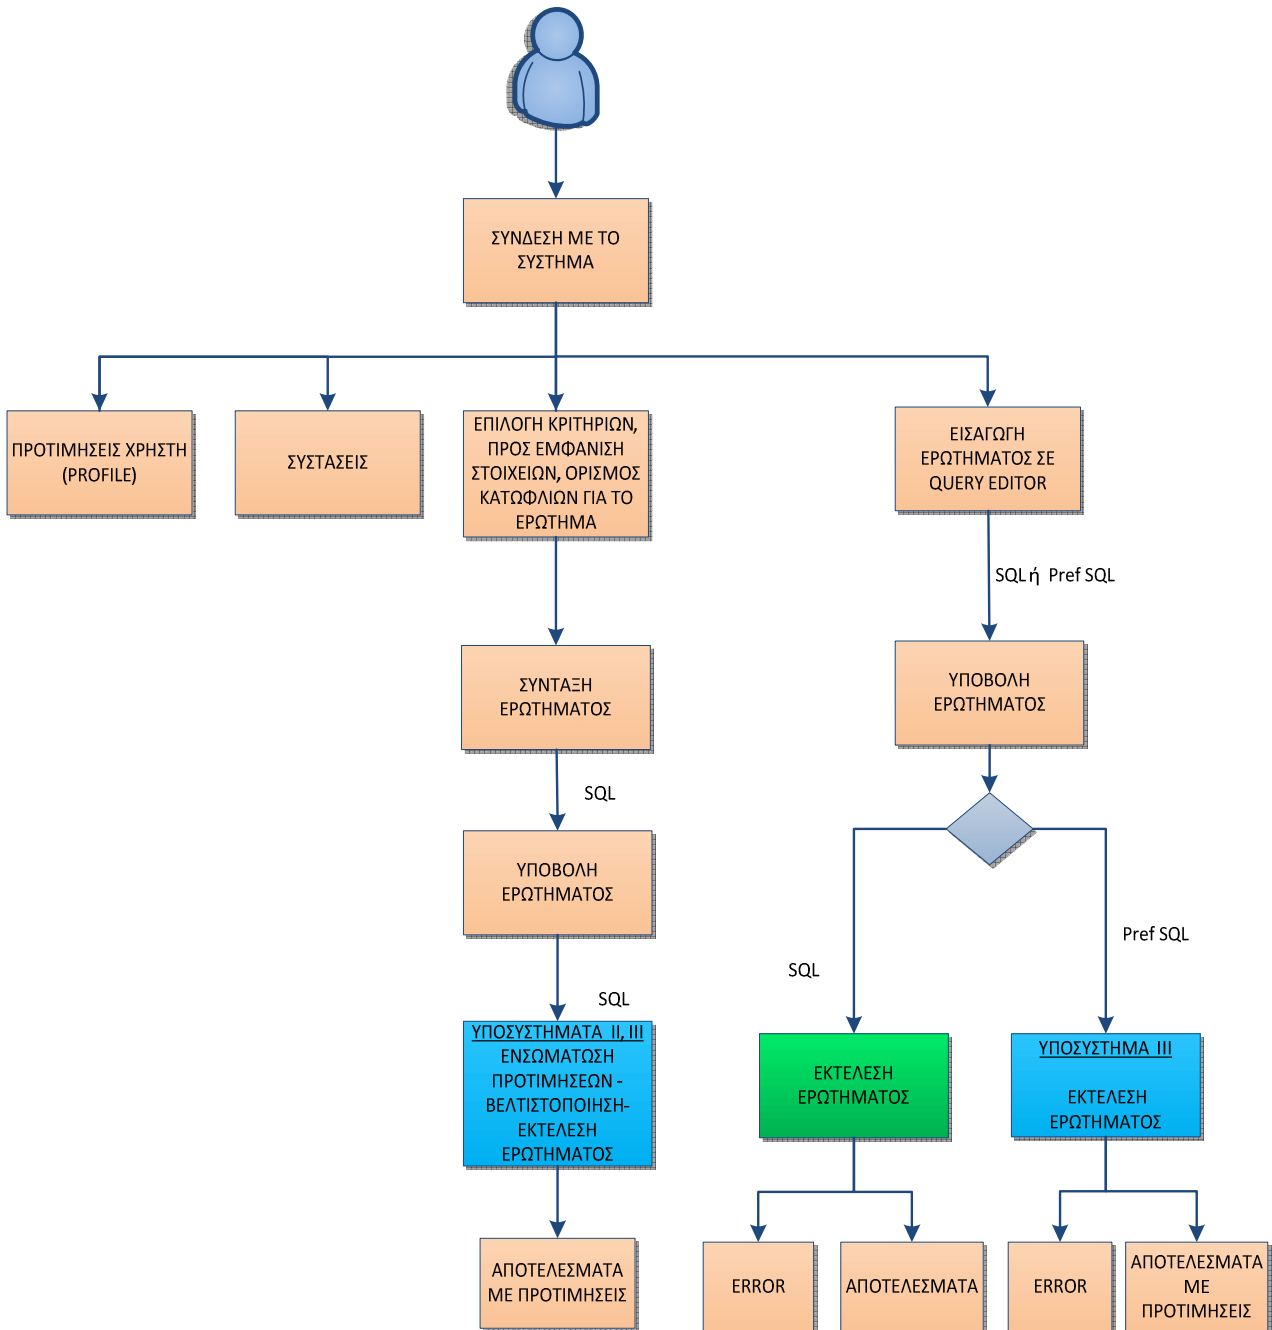 ΣΥΝΔΕΣΗ ΜΕ ΤΟ
ΣΥΣΤΗΜΑ
ΠΡΟΤΙΜΗΣΕΙΣ ΧΡΗΣΤΗ
(PROFILE)
ΣΥΣΤΑΣΕΙΣ
ΕΠΙΛΟΓΗ ΚΡΙΤΗΡΙΩΝ,
ΠΡΟΣ ΕΜΦΑΝΙΣΗ
ΣΤΟΙΧΕΙΩΝ, ΟΡΙΣΜΟΣ
ΚΑΤΩΦΛΙΩΝ ΓΙΑ ΤΟ
ΕΡΩΤΗΜΑ
ΕΙΣΑΓΩΓΗ
ΕΡΩΤΗΜΑΤΟΣ ΣΕ
QUERY EDITOR
SQL ή Pref SQL
ΣΥΝΤΑΞΗ
ΕΡΩΤΗΜΑΤΟΣ
ΥΠΟΒΟΛΗ
ΕΡΩΤΗΜΑΤΟΣ
SQL
ΥΠΟΒΟΛΗ
ΕΡΩΤΗΜΑΤΟΣ
Pref SQL
SQL
SQL
ΥΠΟΣΥΣΤΗΜΑΤΑ II, III
ΕΝΣΩΜΑΤΩΣΗ
ΠΡΟΤΙΜΗΣΕΩΝ -
ΒΕΛΤΙΣΤΟΠΟΙΗΣΗ-
ΕΚΤΕΛΕΣΗ
ΕΡΩΤΗΜΑΤΟΣ
ΕΚΤΕΛΕΣΗ
ΕΡΩΤΗΜΑΤΟΣ
ΥΠΟΣΥΣΤΗΜΑ III
ΕΚΤΕΛΕΣΗ
ΕΡΩΤΗΜΑΤΟΣ
ΑΠΟΤΕΛΕΣΜΑΤΑ
ΜΕ ΠΡΟΤΙΜΗΣΕΙΣ
ERROR
ΑΠΟΤΕΛΕΣΜΑΤΑ
ERROR
ΑΠΟΤΕΛΕΣΜΑΤΑ
ΜΕ
ΠΡΟΤΙΜΗΣΕΙΣ